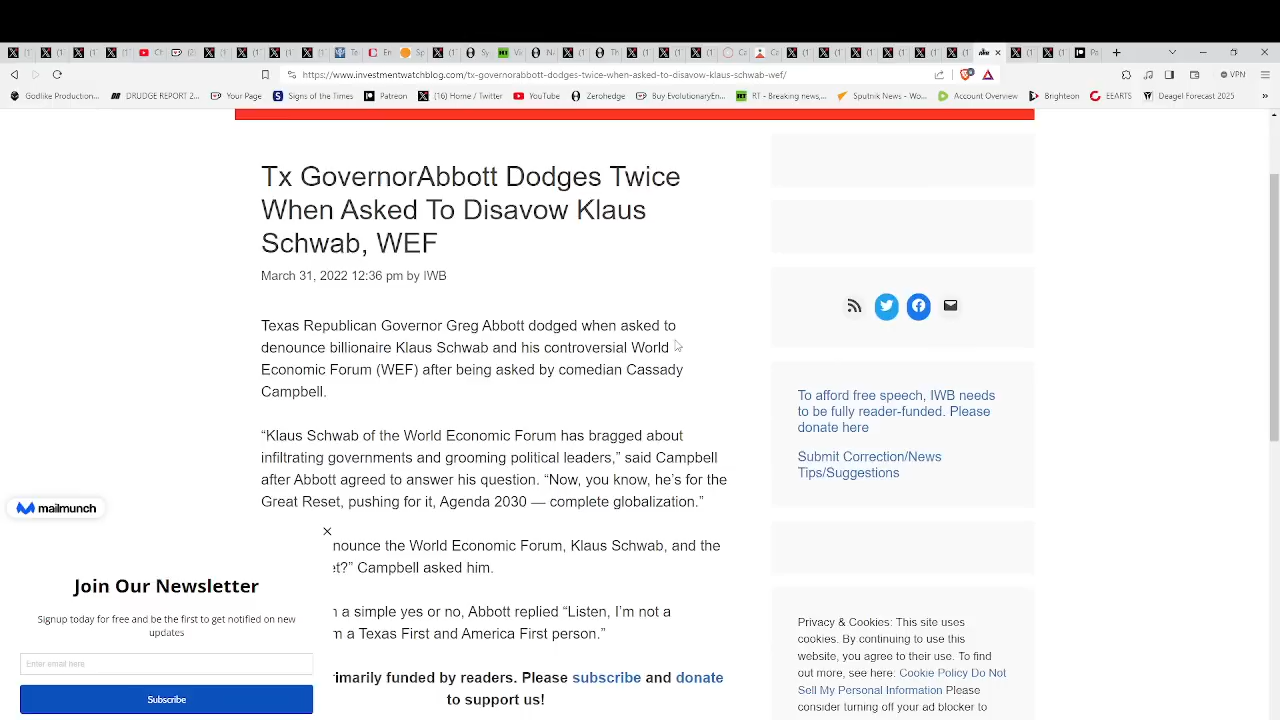 https://www.investmentwatchblog.com/tx-governorabbott-dodges-twice-when-asked-to-disavow-klaus-schwab-wef/
VPN
Godlike Production...
DRUDGE REPORT 2...
Your Page
Signs of the Times
Patreon
(16) Home / Twitter
YouTube
Zerohedge
Buy EvolutionaryEn...
RT - Breaking news,...
Sputnik News - Wo...
Account Overview
Brighteon
EEARTS
Deagel Forecast 2025
Tx GovernorAbbott Dodges Twice
When Asked To Disavow Klaus
Schwab, WEF
March 31, 2022 12:36 pm by IWB
Texas Republican Governor Greg Abbott dodged when asked to
denounce billionaire Klaus Schwab and his controversial World
Economic Forum (WEF) after being asked by comedian Cassady
Campbell.
“Klaus Schwab of the World Economic Forum has bragged about
infiltrating governments and grooming political leaders,” said Campbell
after Abbott agreed to answer his question. “Now, you know, he’s for the
Great Reset, pushing for it, Agenda 2030 — complete globalization.”
nounce the World Economic Forum, Klaus Schwab, and the
et?” Campbell asked him.
n a simple yes or no, Abbott replied “Listen, I’m not a
m a Texas First and America First person.”
rimarily funded by readers. Please subscribe and donate
to support us!
mailmunch
Join Our Newsletter
Signup today for free and be the first to get notified on new
updates
Enter email here
Subscribe
To afford free speech, IWB needs
to be fully reader-funded. Please
donate here
Submit Correction/News
Tips/Suggestions
Privacy & Cookies: This site uses
cookies. By continuing to use this
website, you agree to their use. To find
out more, see here: Cookie Policy Do Not
Sell My Personal Information Please
consider turning off your ad blocker to